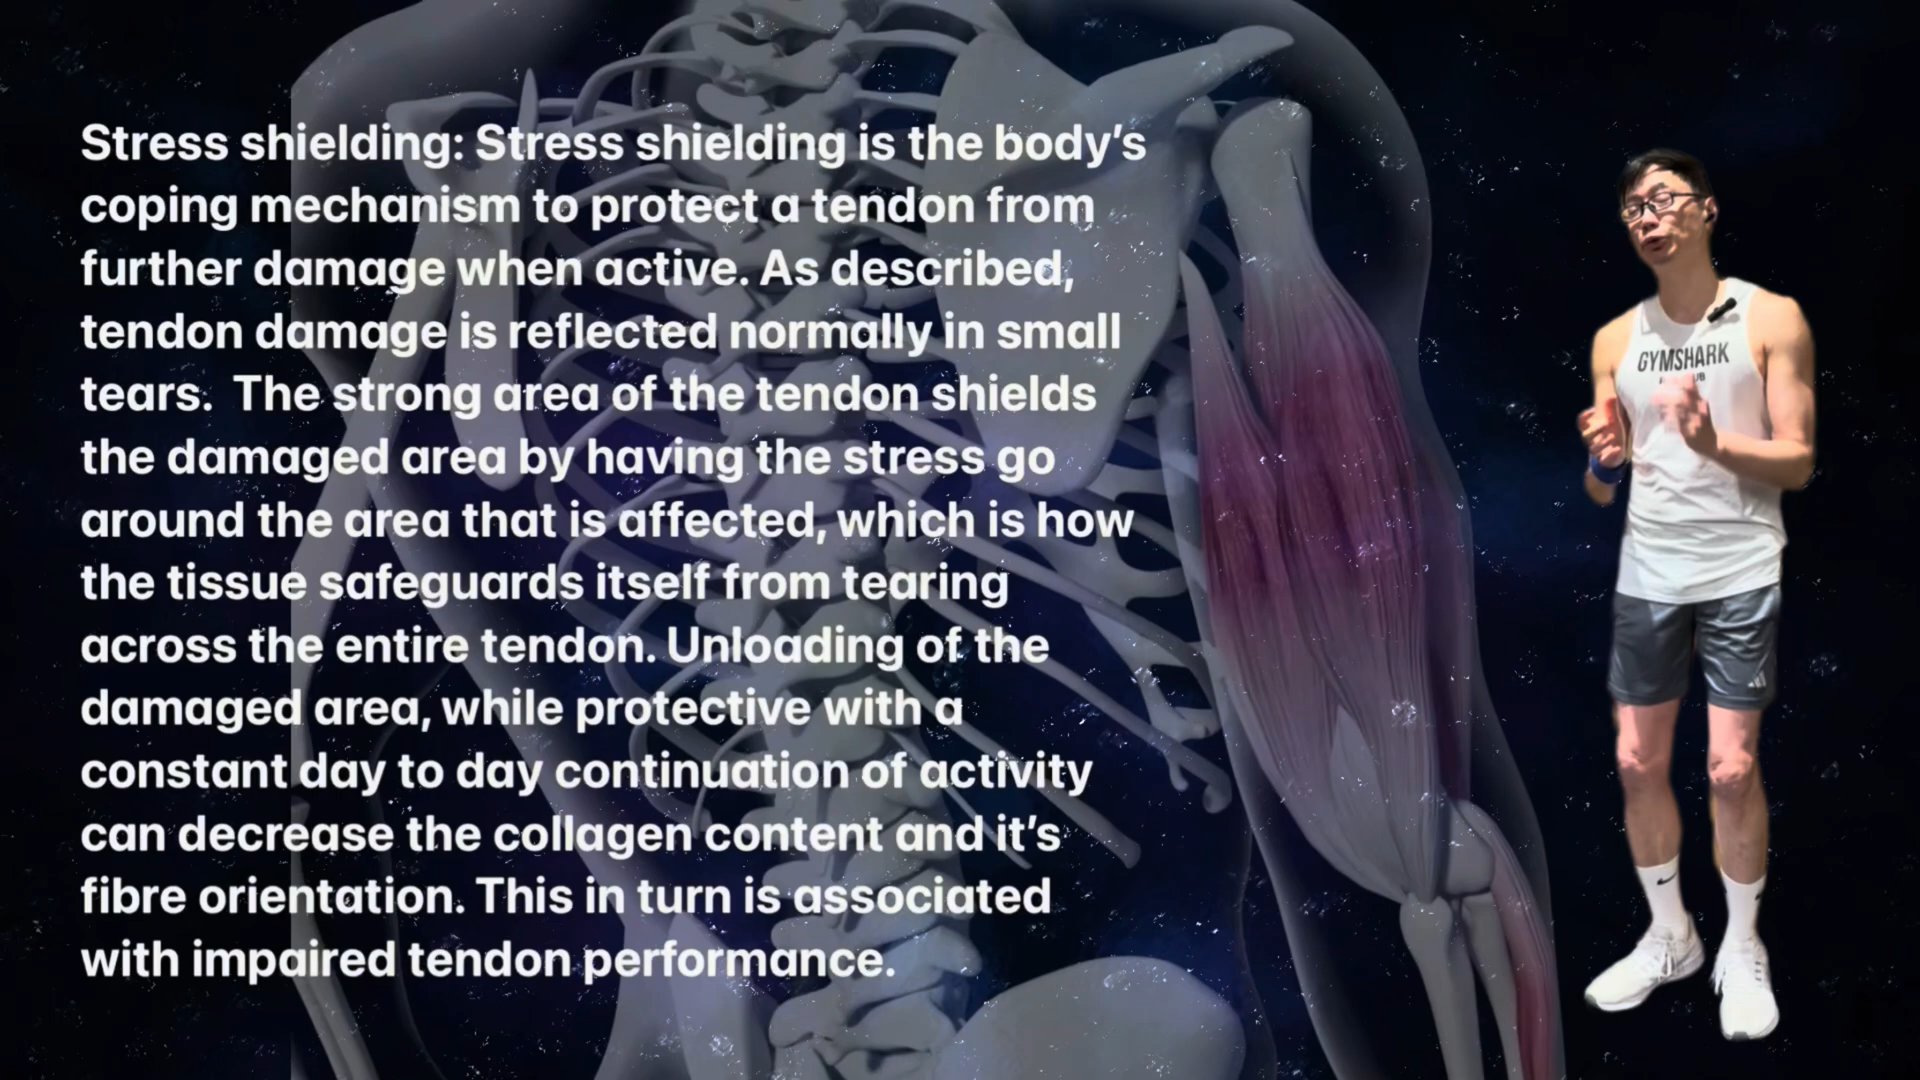 Stress shielding: Stress shielding is the body's
coping mechanism to protect a tendon from
further damage when active. As described,
tendon damage is reflected normally in small
tears.  The strong area of the tendon shields
the damaged area by having the stress go
around the area that is affected, which is how
the tissue safeguards itself from tearing
across the entire tendon. Unloading of the
damaged area, while protective with a
constant day to day continuation of activity
can decrease the collagen content and it's
fibre orientation. This in turn is associated
with impaired tendon performance.
GYMSHARK